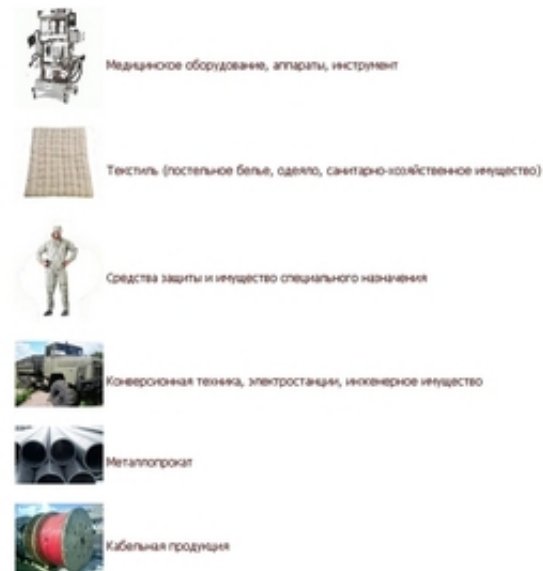 Медицинское оборудование, аппараты, инструмент
Текстиль (постельное белье, одеяло, санитарно-хозяйственное имущество)
Средства защиты и имущество специального назначения
Конверсионная техника, электростанции, инженерное имущество
Металлопрокат
Кабельная продукция